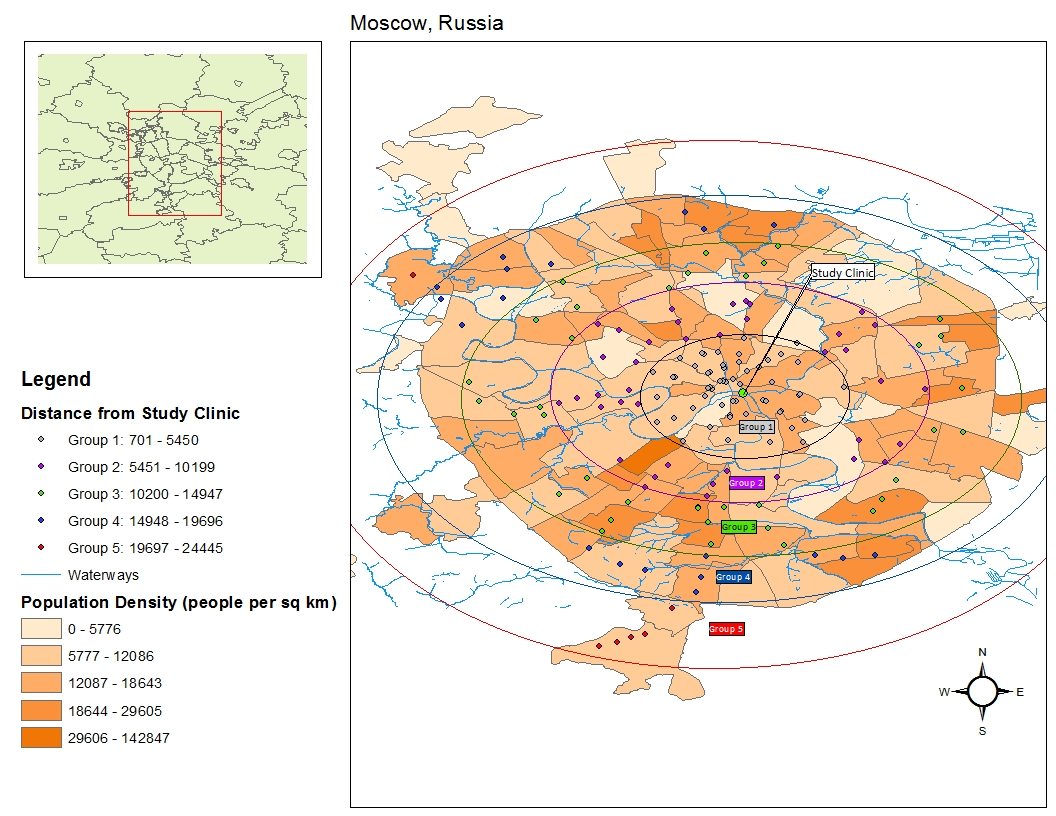 Moscow, Russia
Study Clinic
Group 1
Group 2
Group 3
Group 4
Group 5
N
W
E
S
Legend
Distance from Study Clinic
Group 1: 701 - 5450
Group 2: 5451 - 10199
Group 3: 10200 - 14947
Group 4: 14948 - 19696
Group 5: 19697 - 24445
Waterways
Population Density (people per sq km)
0 - 5776
5777 - 12086
12087 - 18643
18644 - 29605
29606 - 142847